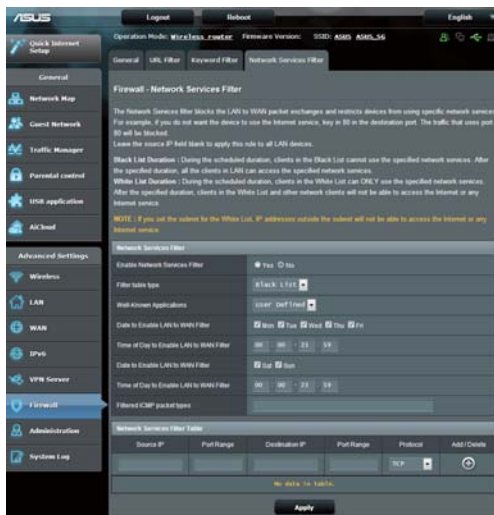 ASUS
Logout
Reboot
English
Quick Internet Setup
Operation Mode: Wireless router Firmware Version: SSID: ASUS ASUS_5G
General
URL Filter
Keyword Filter
Network Services Filter
General
Network Map
Guest Network
Traffic Manager
Parental control
USB application
AiCloud
Advanced Settings
Wireless
LAN
WAN
IPv6
VPN Server
Firewall
Administration
System Log
Firewall - Network Services Filter
The Network Services filter blocks the LAN to WAN packet exchanges and restricts devices from using specific network services.
For example, if you do not want the device to use the Internet service, key in 80 in the destination port. The traffic that uses port
80 will be blocked.
Leave the source IP field blank to apply this rule to all LAN devices.
Black List Duration : During the scheduled duration, clients in the Black List cannot use the specified network services. After
the specified duration, all the clients in LAN can access the specified network services.
White List Duration : During the scheduled duration, clients in the White List can ONLY use the specified network services.
After the specified duration, clients in the White List and other network clients will not be able to access the Internet or any
Internet service.
NOTE : If you set the subnet for the White List, IP addresses outside the subnet will not be able to access the Internet or any
Internet service.
Network Services Filter
Enable Network Services Filter Yes No
Filter table type Black List
Well-Known Applications User Defined
Date to Enable LAN to WAN Filter Mon Tue Wed Thu Fri
Time of Day to Enable LAN to WAN Filter 00 00 - 23 59
Date to Enable LAN to WAN Filter Sat Sun
Time of Day to Enable LAN to WAN Filter 00 00 - 23 59
Filtered ICMP packet types
Network Services Filter Table
Source IP Port Range Destination IP Port Range Protocol Add / Delete
TCP
No data in table.
Apply